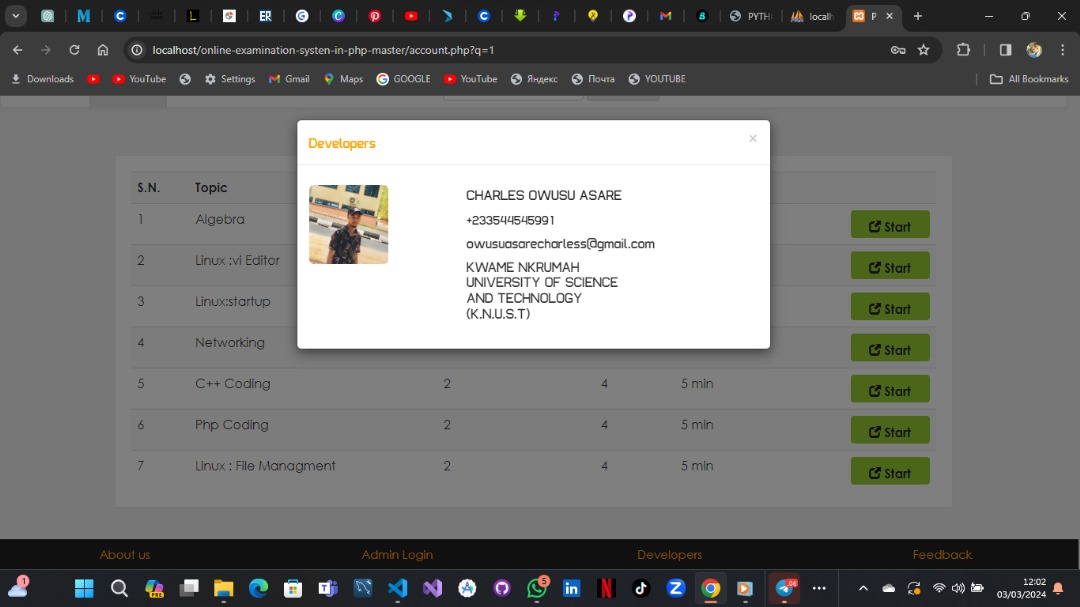 PYTH
localh
P
localhost/online-examination-systen-in-php-master/account.php?q=1
Downloads
YouTube
Settings
Gmail
Maps
GOOGLE
YouTube
Яндекс
Почта
YOUTUBE
All Bookmarks
Developers
CHARLES OWUSU ASARE
+233544545991
owusuasarecharless@gmail.com
KWAME NKRUMAH
UNIVERSITY OF SCIENCE
AND TECHNOLOGY
(K.N.U.S.T)
S.N. Topic
1 Algebra Start
2 Linux :vi Editor Start
3 Linux:startup Start
4 Networking Start
5 C++ Coding 2 4 5 min Start
6 Php Coding 2 4 5 min Start
7 Linux : File Managment 2 4 5 min Start
About us Admin Login Developers Feedback
12:02
03/03/2024